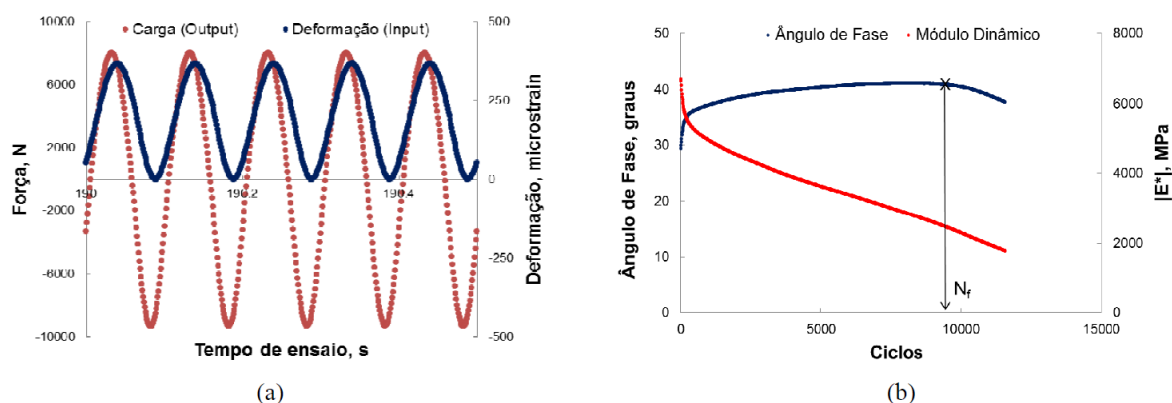 Carga (Output)
Deformação (Input)
10000
6000
2000
-2000
-6000
-10000
Força, N
190
190.2
190.4
Tempo de ensaio, s
500
250
0
-250
-500
Deformação, microstrain
(a)
Ângulo de Fase
Módulo Dinâmico
50
40
30
20
10
0
Ângulo de Fase, graus
0
5000
10000
15000
Ciclos
N_f
8000
6000
4000
2000
0
|E*|, MPa
(b)